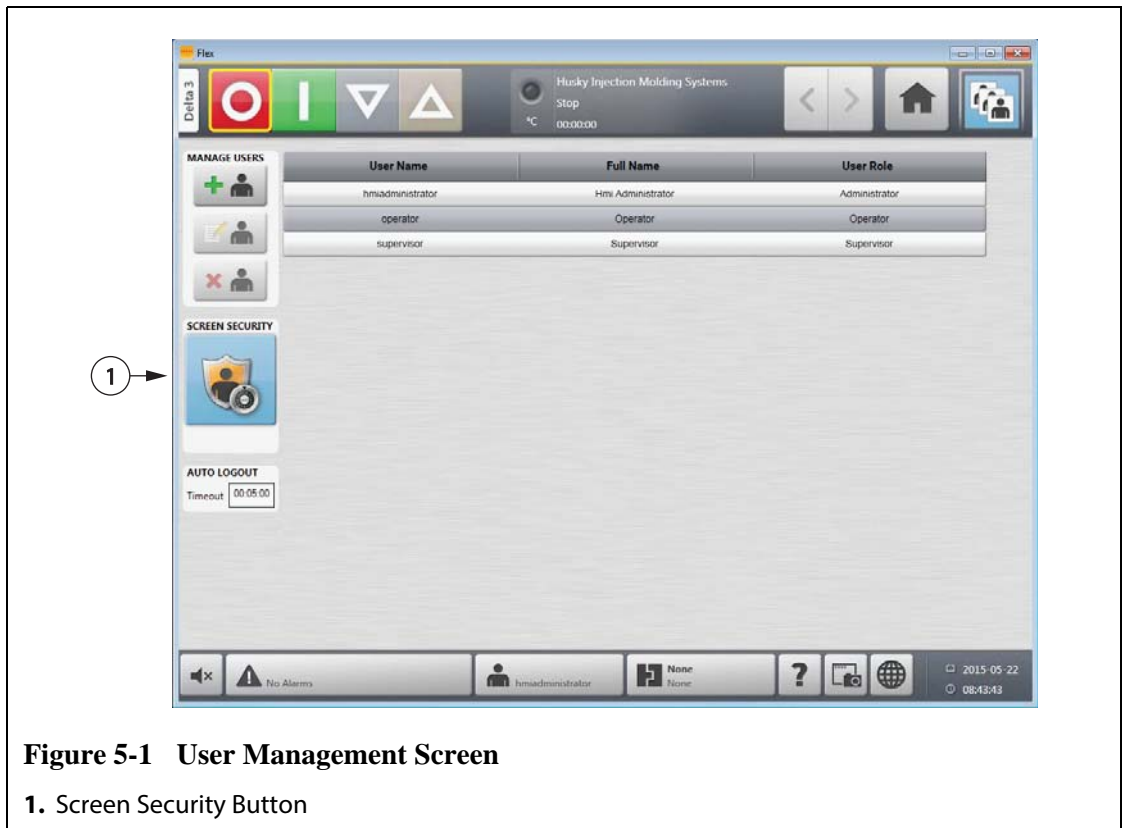 Flex
Delta 3
Husky Injection Molding Systems
Stop
°C 00:00:00
MANAGE USERS
User Name Full Name User Role
hmiadministrator Hmi Administrator Administrator
operator Operator Operator
supervisor Supervisor Supervisor
SCREEN SECURITY
1
AUTO LOGOUT
Timeout 00:05:00
No Alarms
hmiadministrator
None
None
?
2015-05-22
08:43:43
Figure 5-1 User Management Screen
1. Screen Security Button